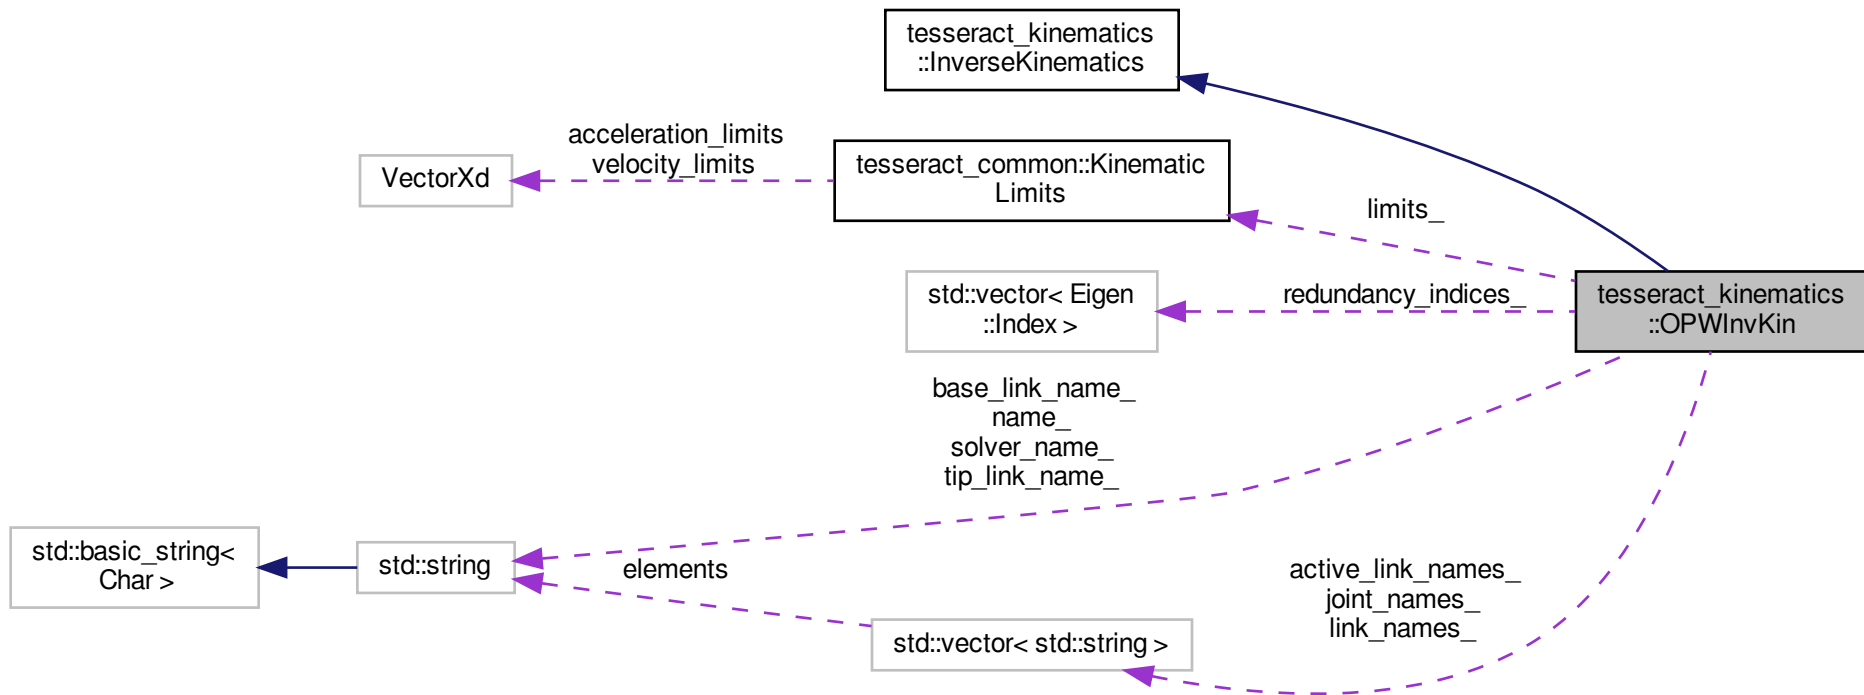 tesseract_kinematics
::InverseKinematics
acceleration_limits
velocity_limits
VectorXd
tesseract_common::Kinematic
Limits
limits_
std::vector< Eigen
::Index >
redundancy_indices_
tesseract_kinematics
::OPWInvKin
base_link_name_
name_
solver_name_
tip_link_name_
std::basic_string<
Char >
std::string
elements
active_link_names_
joint_names_
link_names_
std::vector< std::string >